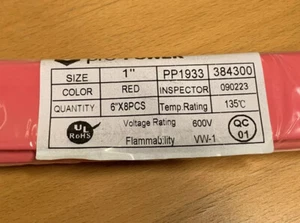 SIZE 1" PP1933 384300
COLOR RED INSPECTOR 090223
QUANTITY 6"X8PCS Temp.Rating 135℃
UL
RoHS
Voltage Rating 600V
Flammability VW-1
QC
01